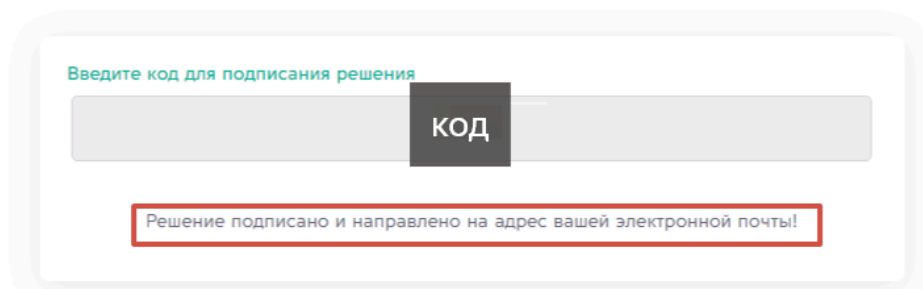 Введите код для подписания решения
КОД
Решение подписано и направлено на адрес вашей электронной почты!